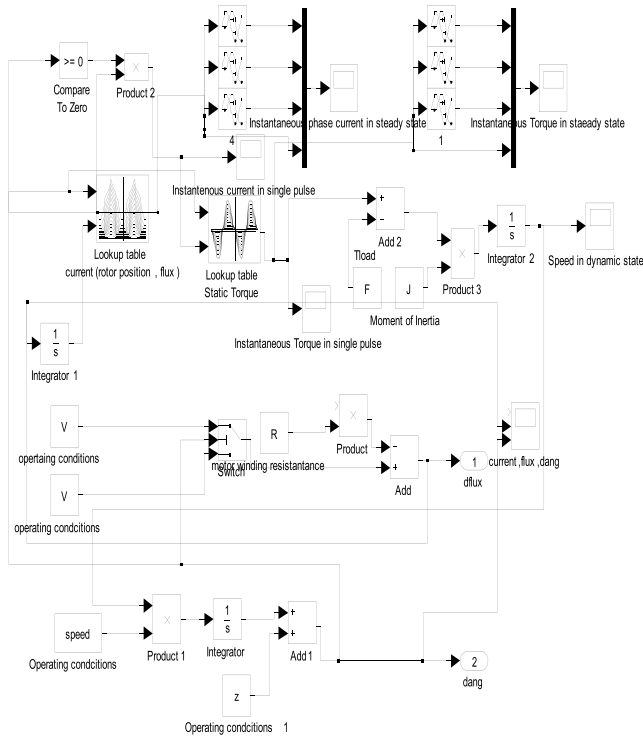 >= 0
Compare
To Zero
×
Product 2
4
1
Instantaneous phase current in steady state
Instantaneous Torque in staeady state
Instantenous current in single pulse
Lookup table
current (rotor position , flux )
Lookup table
Static Torque
+
−
Add 2
Tload
F
J
Moment of Inertia
×
Product 3
1
s
Integrator 2
Speed in dynamic state
Instantaneous Torque in single pulse
1
s
Integrator 1
V
opertaing conditions
V
operating condcitions
Switch
R
motor winding resistantance
×
Product
−
+
Add
1
dflux
current ,flux ,dang
speed
Operating condcitions
×
Product 1
1
s
Integrator
+
+
Add 1
z
Operating condcitions 1
2
dang